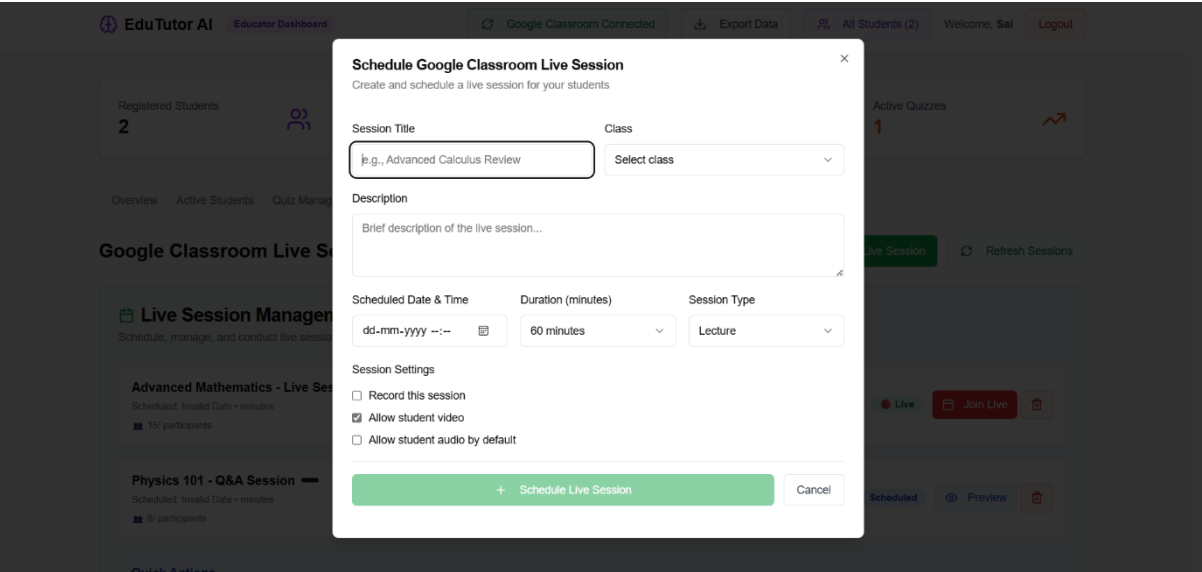 EduTutor AI Educator Dashboard Google Classroom Connected Export Data All Students (2) Welcome, Sai Logout
Schedule Google Classroom Live Session
Create and schedule a live session for your students
Registered Students
2
Active Quizzes
1
Session Title Class
e.g., Advanced Calculus Review Select class
Overview Active Students Quiz Manag
Description
Brief description of the live session...
Google Classroom Live Se
Live Session Refresh Sessions
Scheduled Date & Time Duration (minutes) Session Type
dd-mm-yyyy --:-- 60 minutes Lecture
Live Session Managem
Schedule, manage, and conduct live sessio
Session Settings
Record this session
Allow student video
Allow student audio by default
Advanced Mathematics - Live Ses
Scheduled: Invalid Date • minutes
15/ participants
Live Join Live
Schedule Live Session Cancel
Physics 101 - Q&A Session
Scheduled: Invalid Date • minutes
8/ participants
Scheduled Preview
Quick Actions